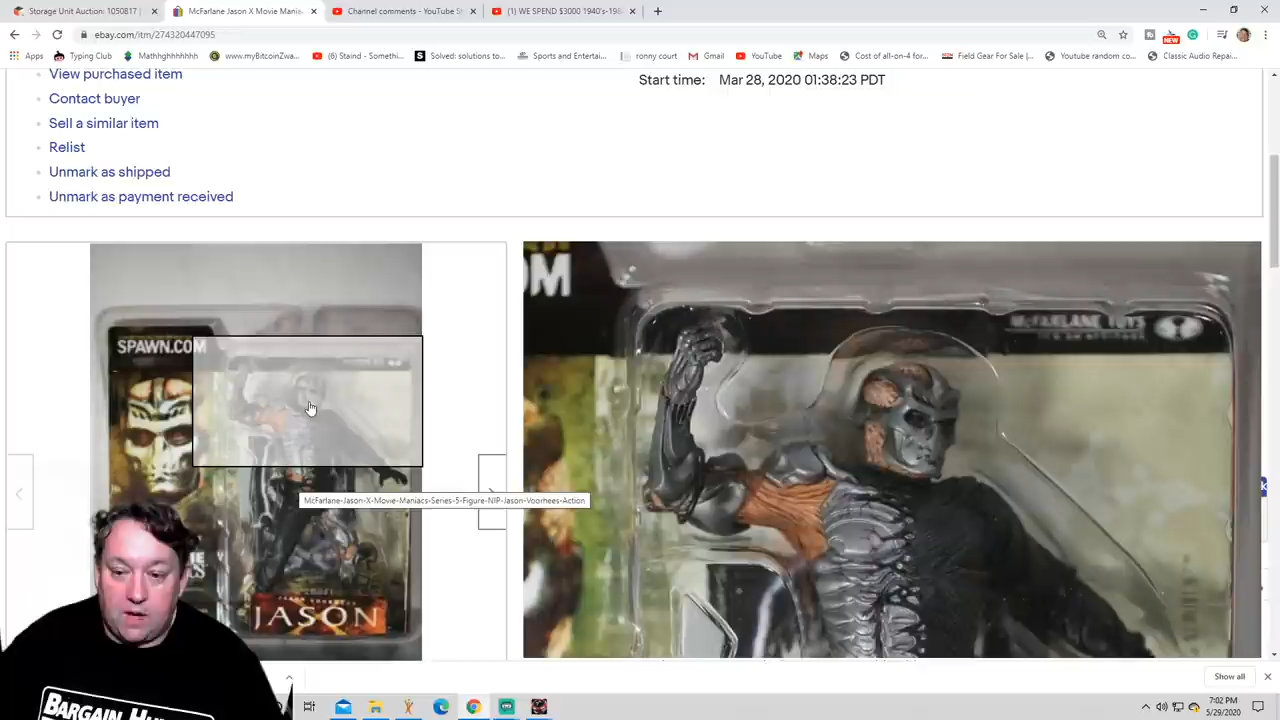 Storage Unit Auction: 1050817 |
McFarlane Jason X Movie Mania
Channel comments - YouTube St
(1) WE SPEND $3000 1940's-198
ebay.com/itm/274320447095
NEW
Apps
Typing Club
Mathhghhhhhh
www.myBitcoinZwa...
(6) Staind - Somethi...
Solved: solutions to...
Sports and Entertai...
ronny court
Gmail
YouTube
Maps
Cost of all-on-4 for...
Field Gear For Sale |...
Youtube random co...
Classic Audio Repai...
View purchased item
Start time: Mar 28, 2020 01:38:23 PDT
Contact buyer
Sell a similar item
Relist
Unmark as shipped
Unmark as payment received
SPAWN.COM
OM
McFARLANE TOYS
McFarlane-Jason-X-Movie-Maniacs-Series-5-Figure-NIP-Jason-Voorhees-Action
JASON
BARGAIN
Show all
7:02 PM
5/29/2020